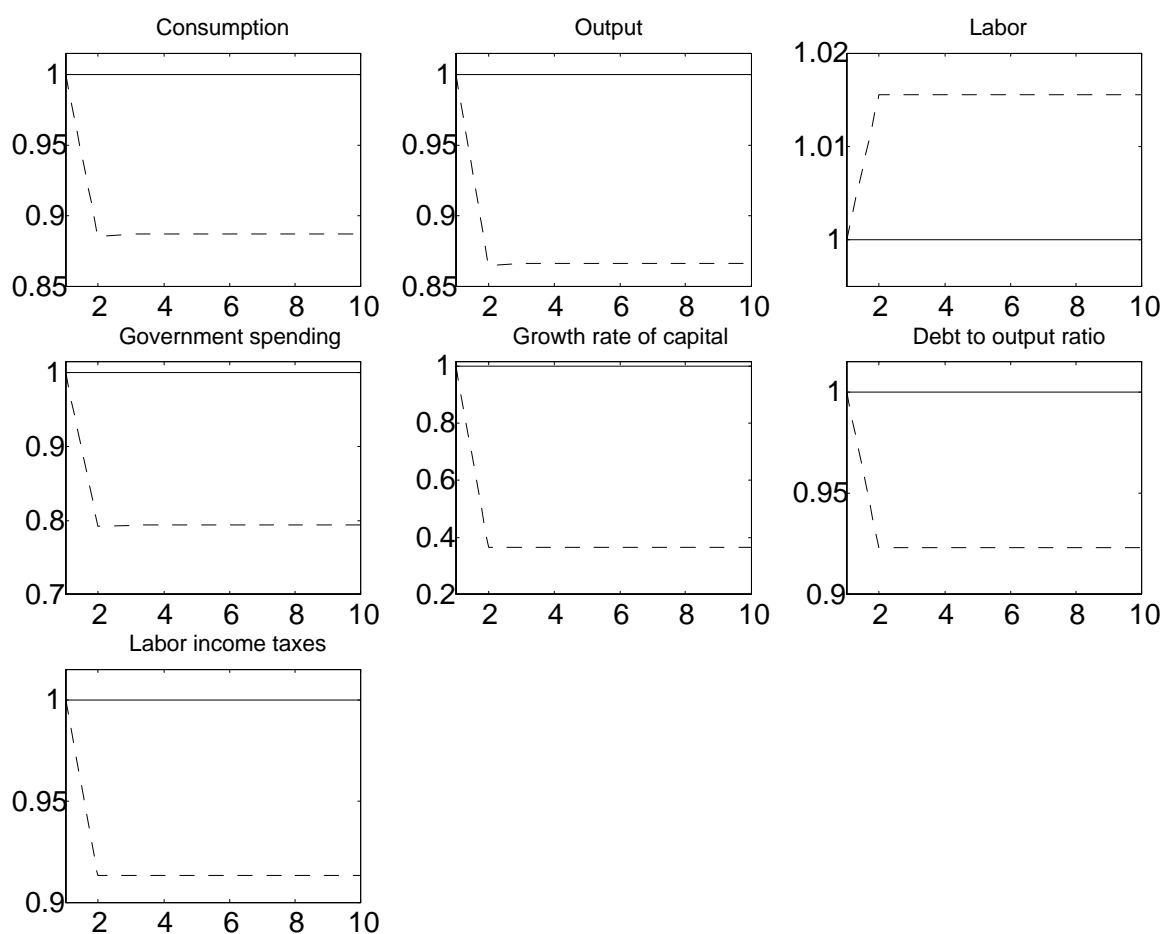 Consumption
1
0.95
0.9
0.85
2 4 6 8 10
Output
1
0.95
0.9
0.85
2 4 6 8 10
Labor
1.02
1.01
1
2 4 6 8 10
Government spending
1
0.9
0.8
0.7
2 4 6 8 10
Growth rate of capital
1
0.8
0.6
0.4
0.2
2 4 6 8 10
Debt to output ratio
1
0.95
0.9
2 4 6 8 10
Labor income taxes
1
0.95
0.9
2 4 6 8 10